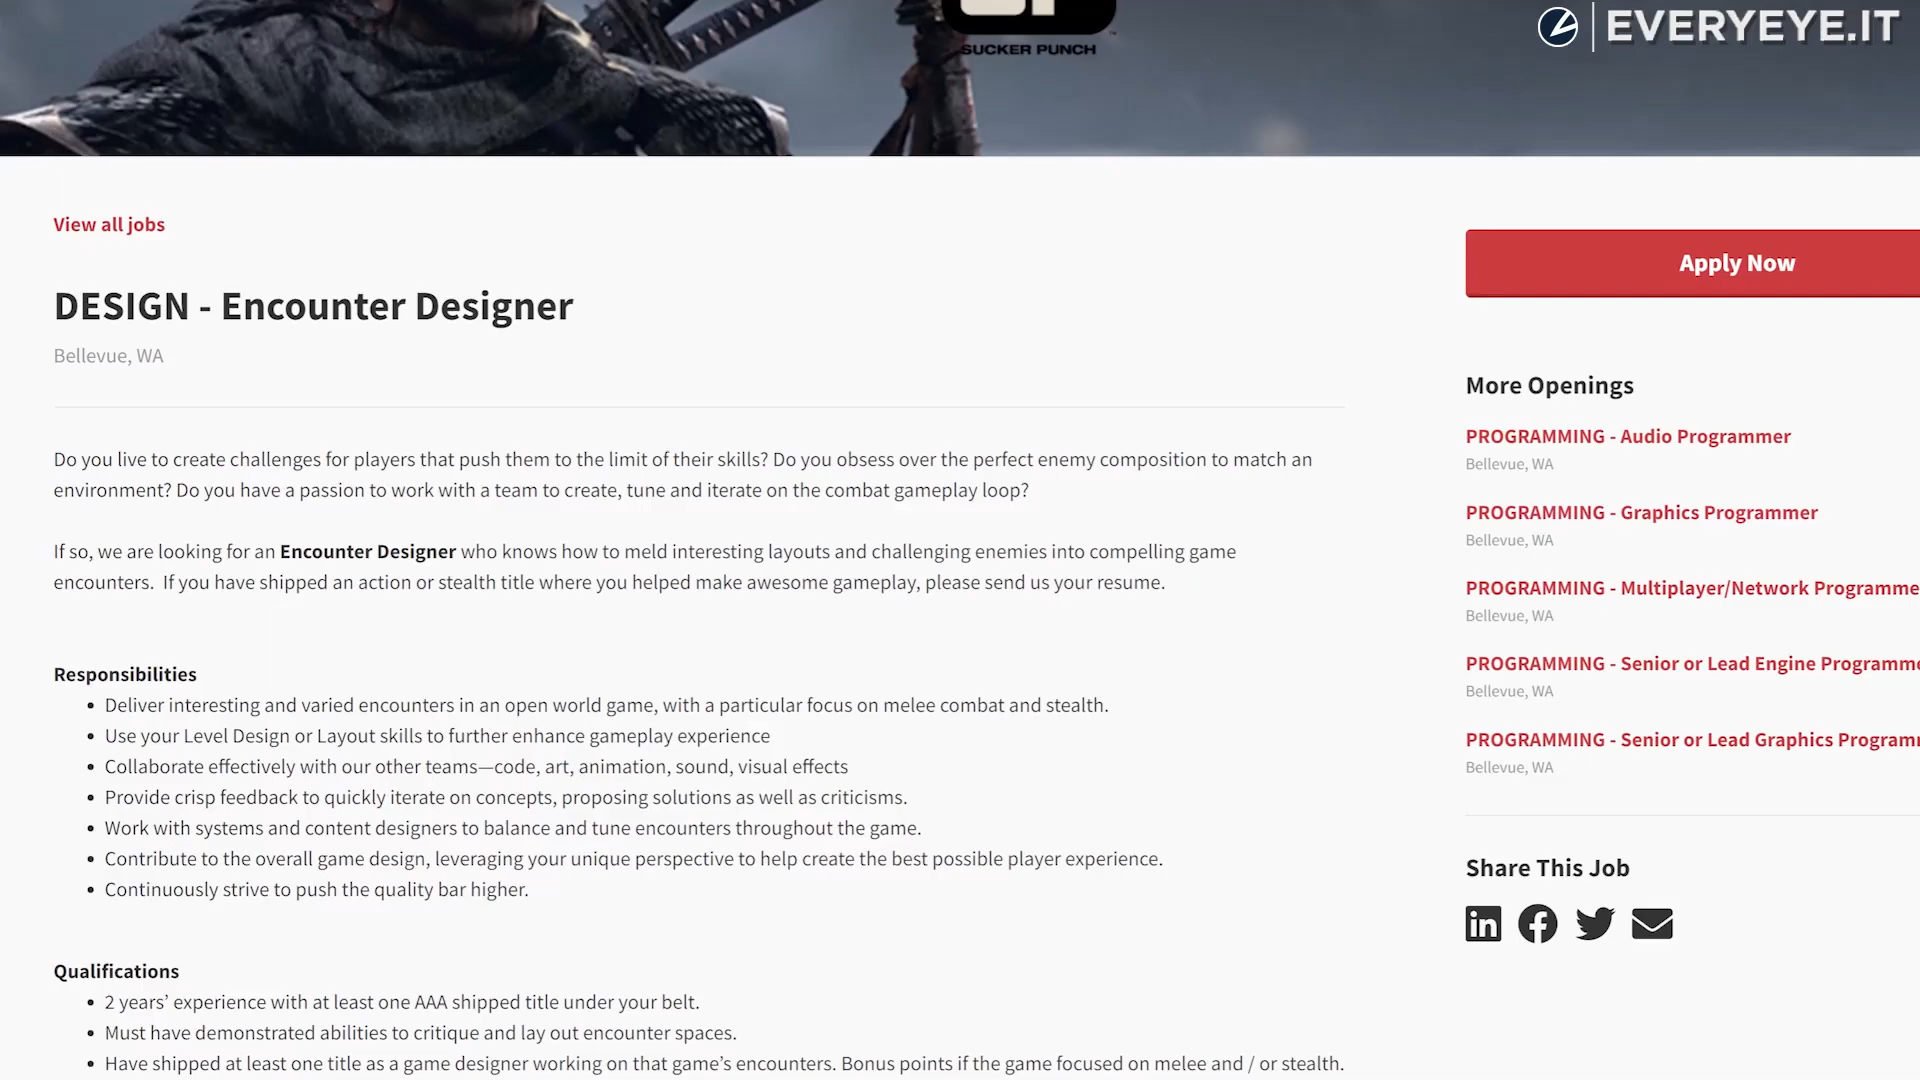 SUCKER PUNCH
EVERYEYE.IT
View all jobs
DESIGN - Encounter Designer
Bellevue, WA
Do you live to create challenges for players that push them to the limit of their skills? Do you obsess over the perfect enemy composition to match an
environment? Do you have a passion to work with a team to create, tune and iterate on the combat gameplay loop?
If so, we are looking for an Encounter Designer who knows how to meld interesting layouts and challenging enemies into compelling game
encounters.  If you have shipped an action or stealth title where you helped make awesome gameplay, please send us your resume.
Responsibilities
• Deliver interesting and varied encounters in an open world game, with a particular focus on melee combat and stealth.
• Use your Level Design or Layout skills to further enhance gameplay experience
• Collaborate effectively with our other teams—code, art, animation, sound, visual effects
• Provide crisp feedback to quickly iterate on concepts, proposing solutions as well as criticisms.
• Work with systems and content designers to balance and tune encounters throughout the game.
• Contribute to the overall game design, leveraging your unique perspective to help create the best possible player experience.
• Continuously strive to push the quality bar higher.
Qualifications
• 2 years’ experience with at least one AAA shipped title under your belt.
• Must have demonstrated abilities to critique and lay out encounter spaces.
• Have shipped at least one title as a game designer working on that game’s encounters. Bonus points if the game focused on melee and / or stealth.
Apply Now
More Openings
PROGRAMMING - Audio Programmer
Bellevue, WA
PROGRAMMING - Graphics Programmer
Bellevue, WA
PROGRAMMING - Multiplayer/Network Programme
Bellevue, WA
PROGRAMMING - Senior or Lead Engine Programme
Bellevue, WA
PROGRAMMING - Senior or Lead Graphics Program
Bellevue, WA
Share This Job